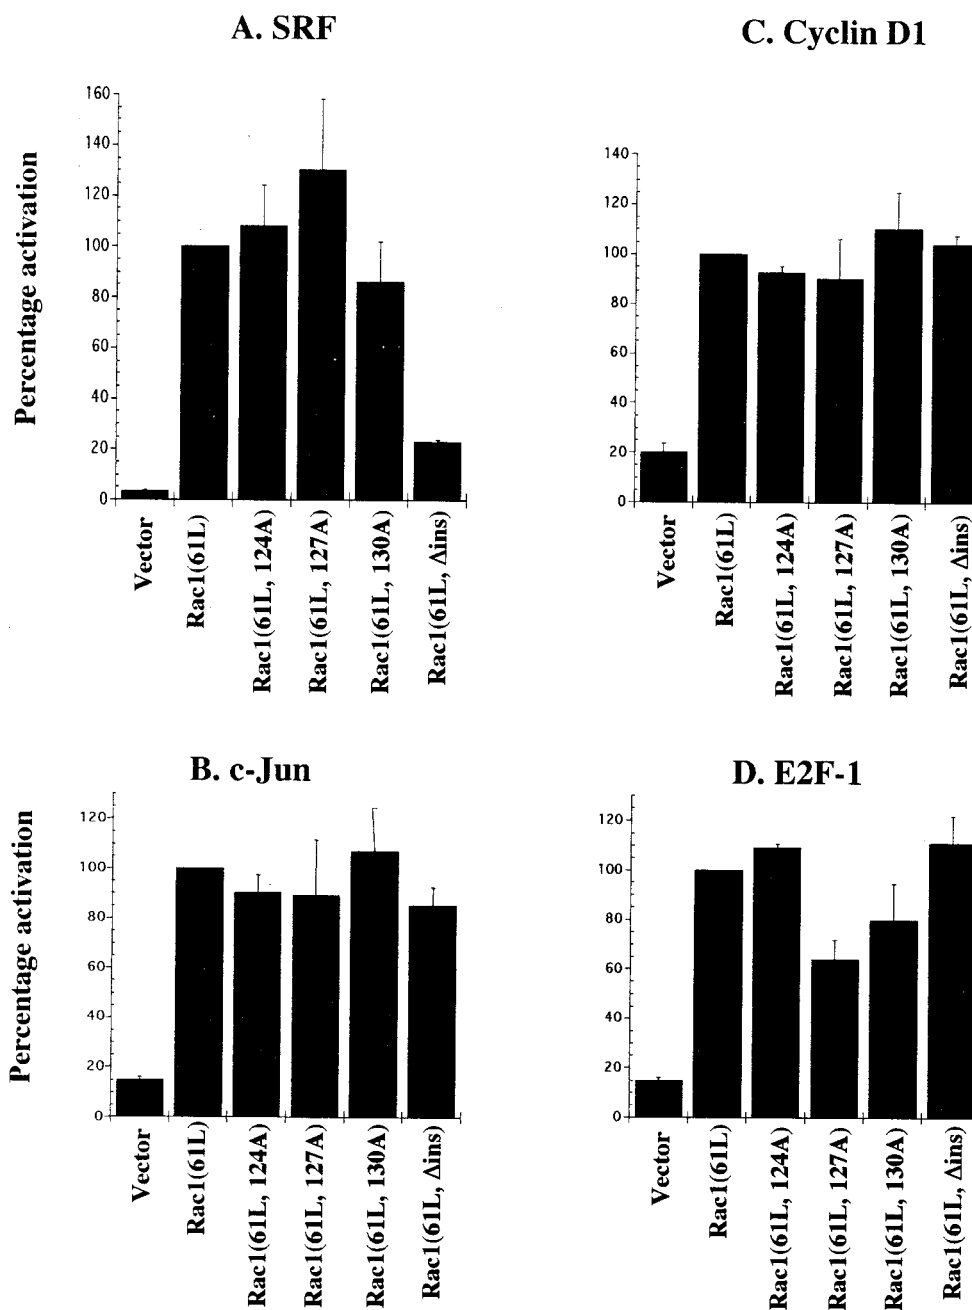 A. SRF
Percentage activation
160
140
120
100
80
60
40
20
0
Vector
Rac1(61L)
Rac1(61L, 124A)
Rac1(61L, 127A)
Rac1(61L, 130A)
Rac1(61L, Δins)
C. Cyclin D1
140
120
100
80
60
40
20
0
Vector
Rac1(61L)
Rac1(61L, 124A)
Rac1(61L, 127A)
Rac1(61L, 130A)
Rac1(61L, Δins)
B. c-Jun
Percentage activation
120
100
80
60
40
20
0
Vector
Rac1(61L)
Rac1(61L, 124A)
Rac1(61L, 127A)
Rac1(61L, 130A)
Rac1(61L, Δins)
D. E2F-1
120
100
80
60
40
20
0
Vector
Rac1(61L)
Rac1(61L, 124A)
Rac1(61L, 127A)
Rac1(61L, 130A)
Rac1(61L, Δins)